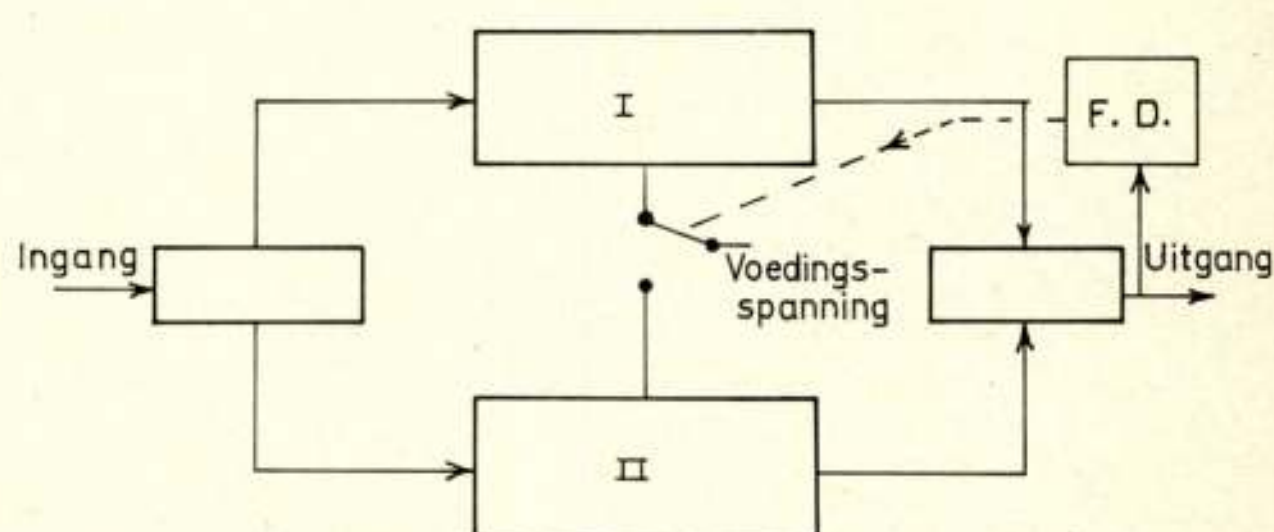 I
F. D.
Ingang
Voedings-
spanning
Uitgang
II